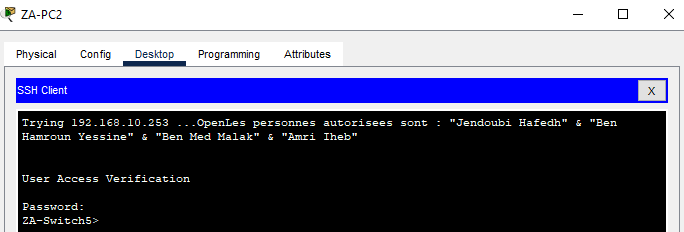 ZA-PC2
Physical Config Desktop Programming Attributes
SSH Client X
Trying 192.168.10.253 ...OpenLes personnes autorisees sont : "Jendoubi Hafedh" & "Ben
Hamroun Yessine" & "Ben Med Malak" & "Amri Iheb"
User Access Verification
Password:
ZA-Switch5>